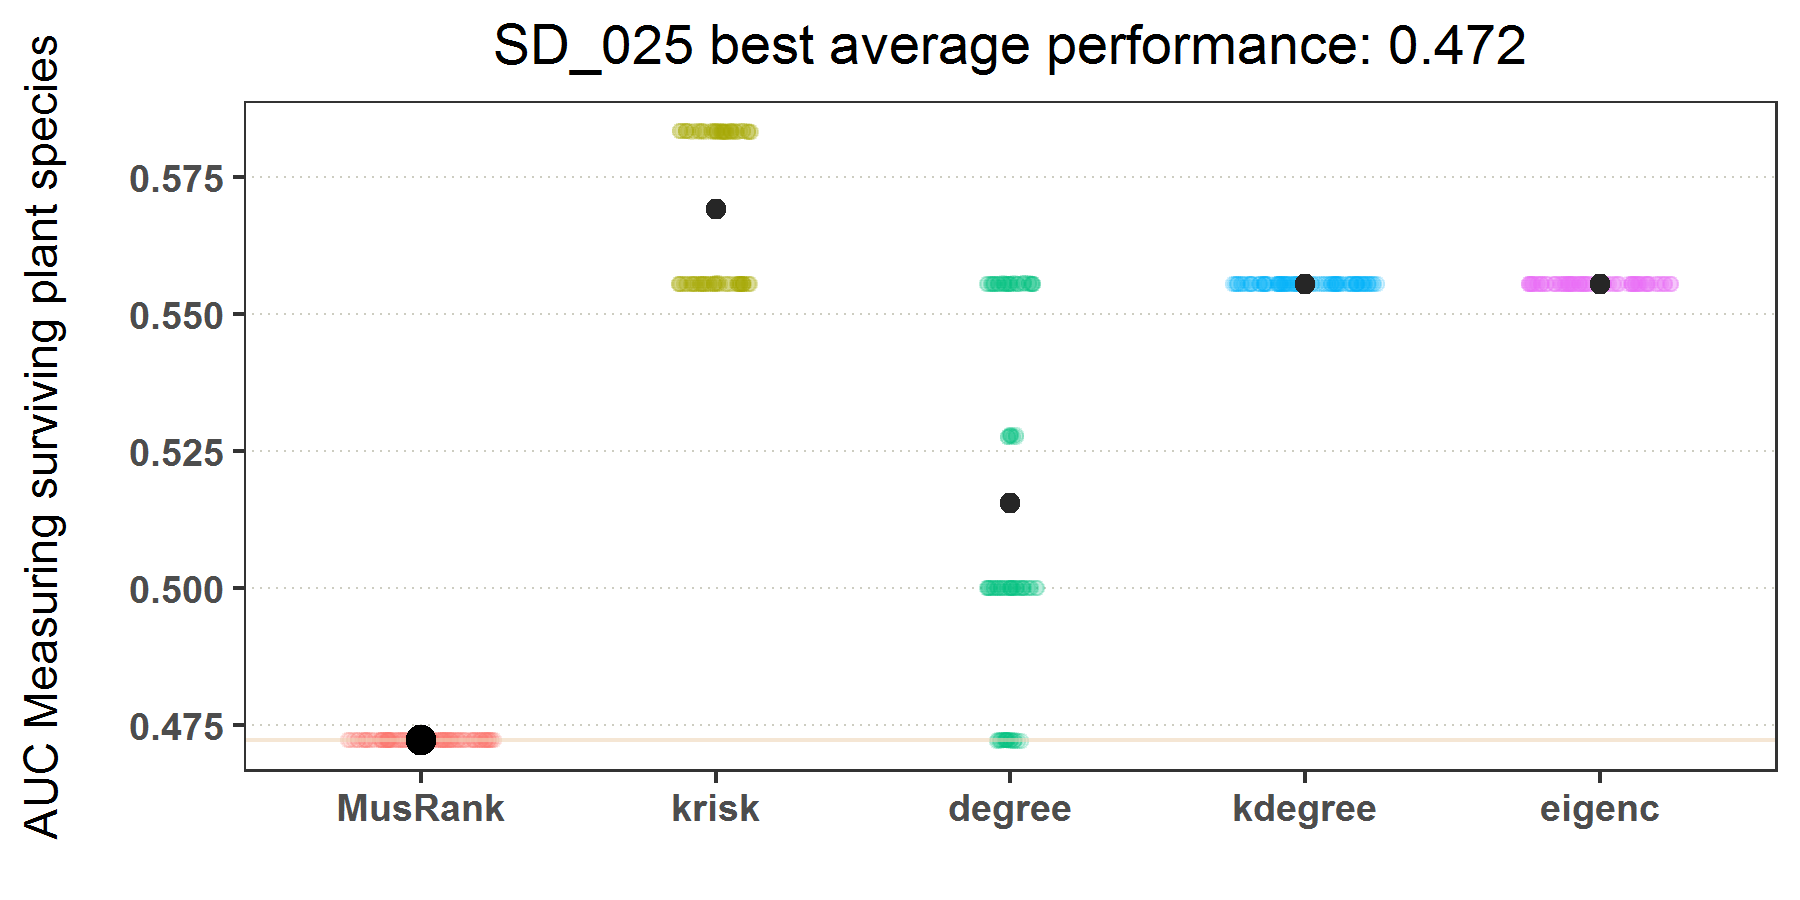 SD_025 best average performance: 0.472
AUC Measuring surviving plant species
0.575
0.550
0.525
0.500
0.475
MusRank krisk degree kdegree eigenc